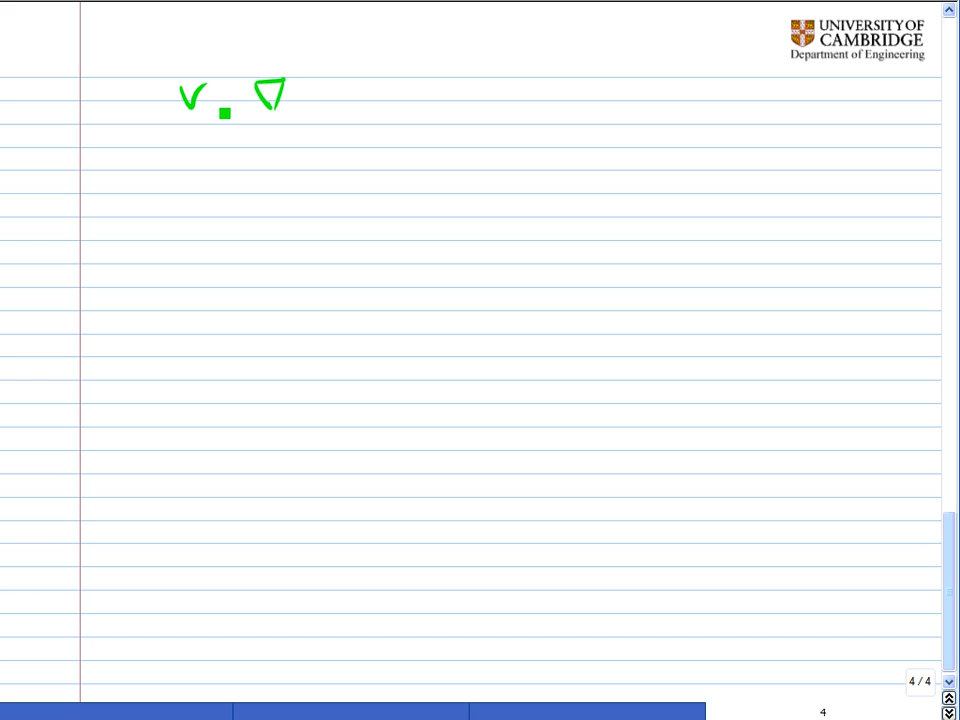 UNIVERSITY OF
CAMBRIDGE
Department of Engineering
v . ∇
4 / 4
4